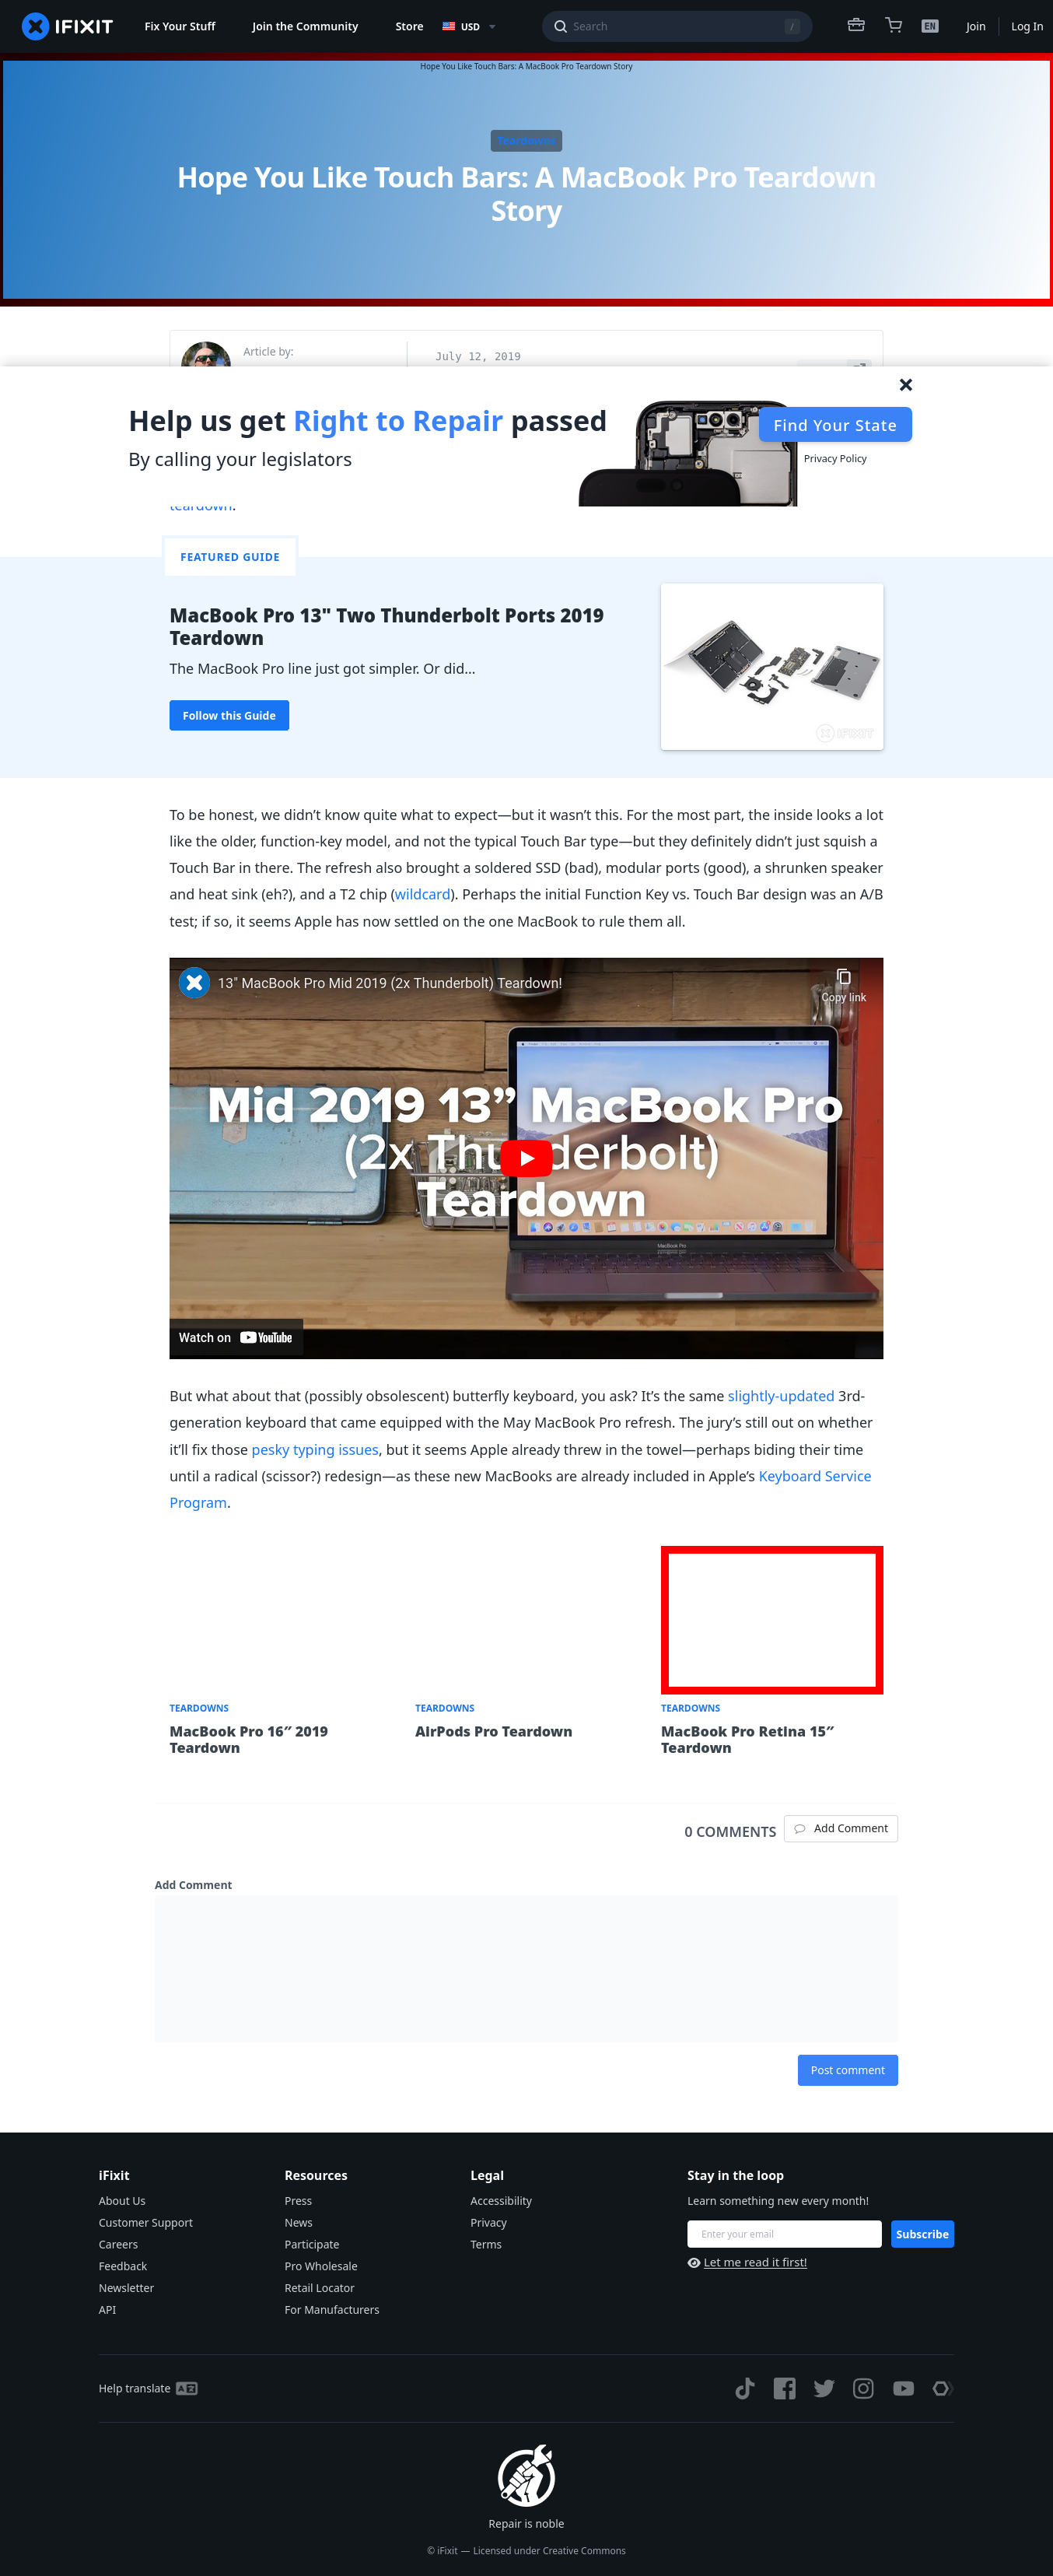 IFIXIT
Fix Your Stuff
Join the Community
Store
USD
Search
/
EN
Join
Log In
Hope You Like Touch Bars: A MacBook Pro Teardown Story
Teardowns
Hope You Like Touch Bars: A MacBook Pro Teardown
Story
Article by:
July 12, 2019
Help us get Right to Repair passed
By calling your legislators
Find Your State
Privacy Policy
teardown.
FEATURED GUIDE
MacBook Pro 13" Two Thunderbolt Ports 2019
Teardown
The MacBook Pro line just got simpler. Or did...
Follow this Guide
IFIXIT
To be honest, we didn’t know quite what to expect—but it wasn’t this. For the most part, the inside looks a lot
like the older, function-key model, and not the typical Touch Bar type—but they definitely didn’t just squish a
Touch Bar in there. The refresh also brought a soldered SSD (bad), modular ports (good), a shrunken speaker
and heat sink (eh?), and a T2 chip (wildcard). Perhaps the initial Function Key vs. Touch Bar design was an A/B
test; if so, it seems Apple has now settled on the one MacBook to rule them all.
13" MacBook Pro Mid 2019 (2x Thunderbolt) Teardown!
Copy link
Mid 2019 13” MacBook Pro
(2x Thunderbolt)
Teardown
MacBook Pro
Watch on YouTube
But what about that (possibly obsolescent) butterfly keyboard, you ask? It’s the same slightly-updated 3rd-
generation keyboard that came equipped with the May MacBook Pro refresh. The jury’s still out on whether
it’ll fix those pesky typing issues, but it seems Apple already threw in the towel—perhaps biding their time
until a radical (scissor?) redesign—as these new MacBooks are already included in Apple’s Keyboard Service
Program.
TEARDOWNS
MacBook Pro 16″ 2019
Teardown
TEARDOWNS
AirPods Pro Teardown
TEARDOWNS
MacBook Pro Retina 15″
Teardown
0 COMMENTS
Add Comment
Add Comment
Post comment
iFixit
About Us
Customer Support
Careers
Feedback
Newsletter
API
Resources
Press
News
Participate
Pro Wholesale
Retail Locator
For Manufacturers
Legal
Accessibility
Privacy
Terms
Stay in the loop
Learn something new every month!
Enter your email
Subscribe
Let me read it first!
Help translate
Repair is noble
© iFixit — Licensed under Creative Commons